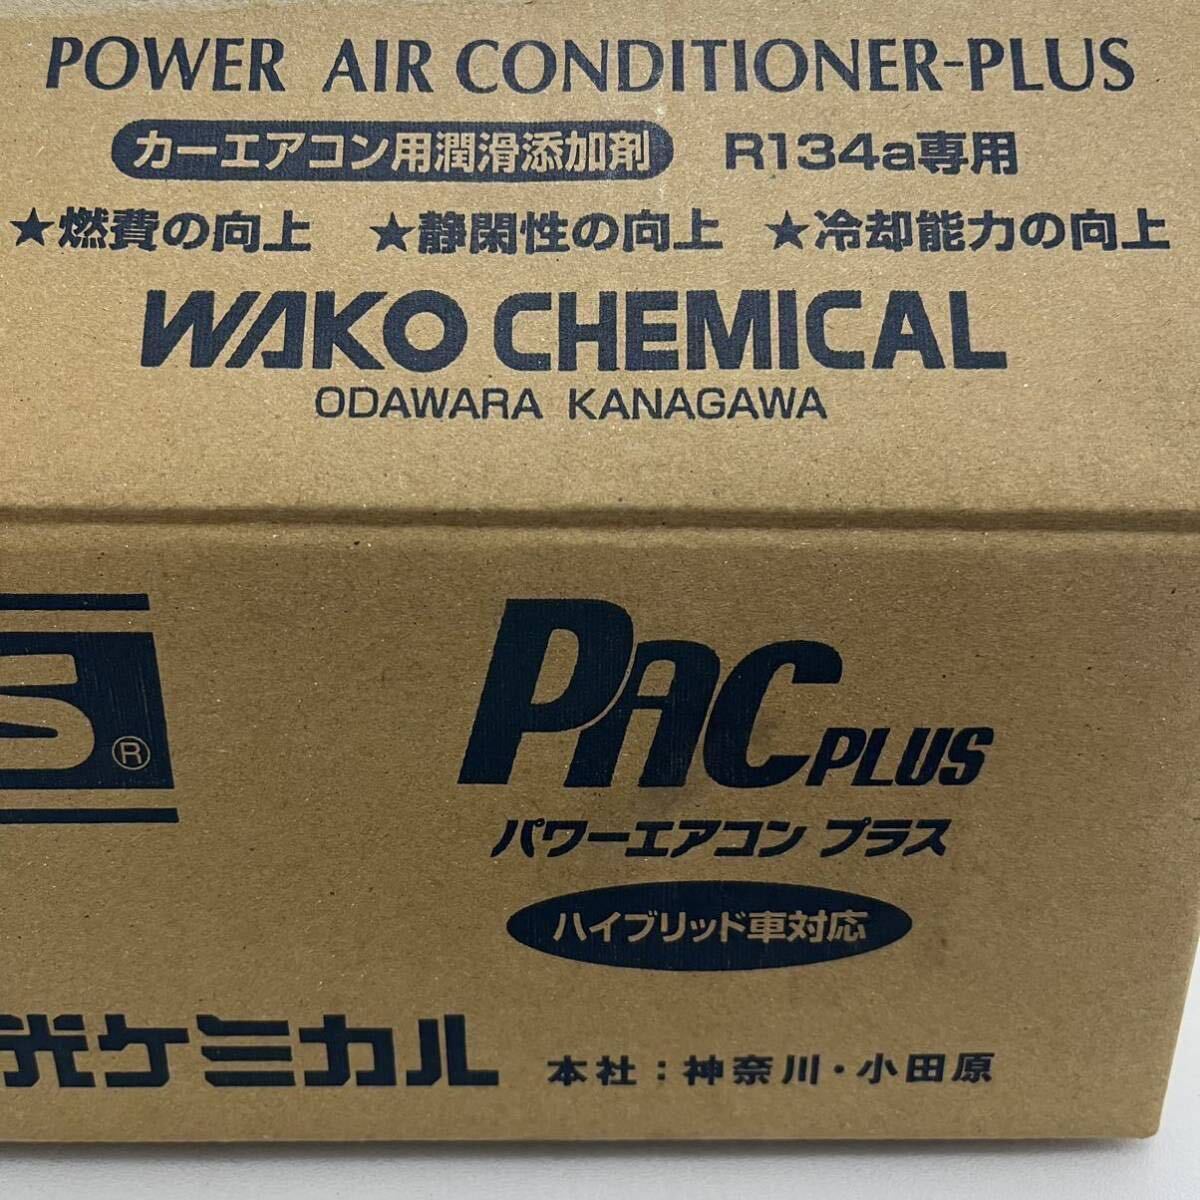 POWER AIR CONDITIONER-PLUS
カーエアコン用潤滑添加剤 R134a専用
★燃費の向上 ★静閑性の向上 ★冷却能力の向上
WAKO CHEMICAL
ODAWARA KANAGAWA
S®
PAC PLUS
パワーエアコン プラス
ハイブリッド車対応
光ケミカル 本社：神奈川・小田原